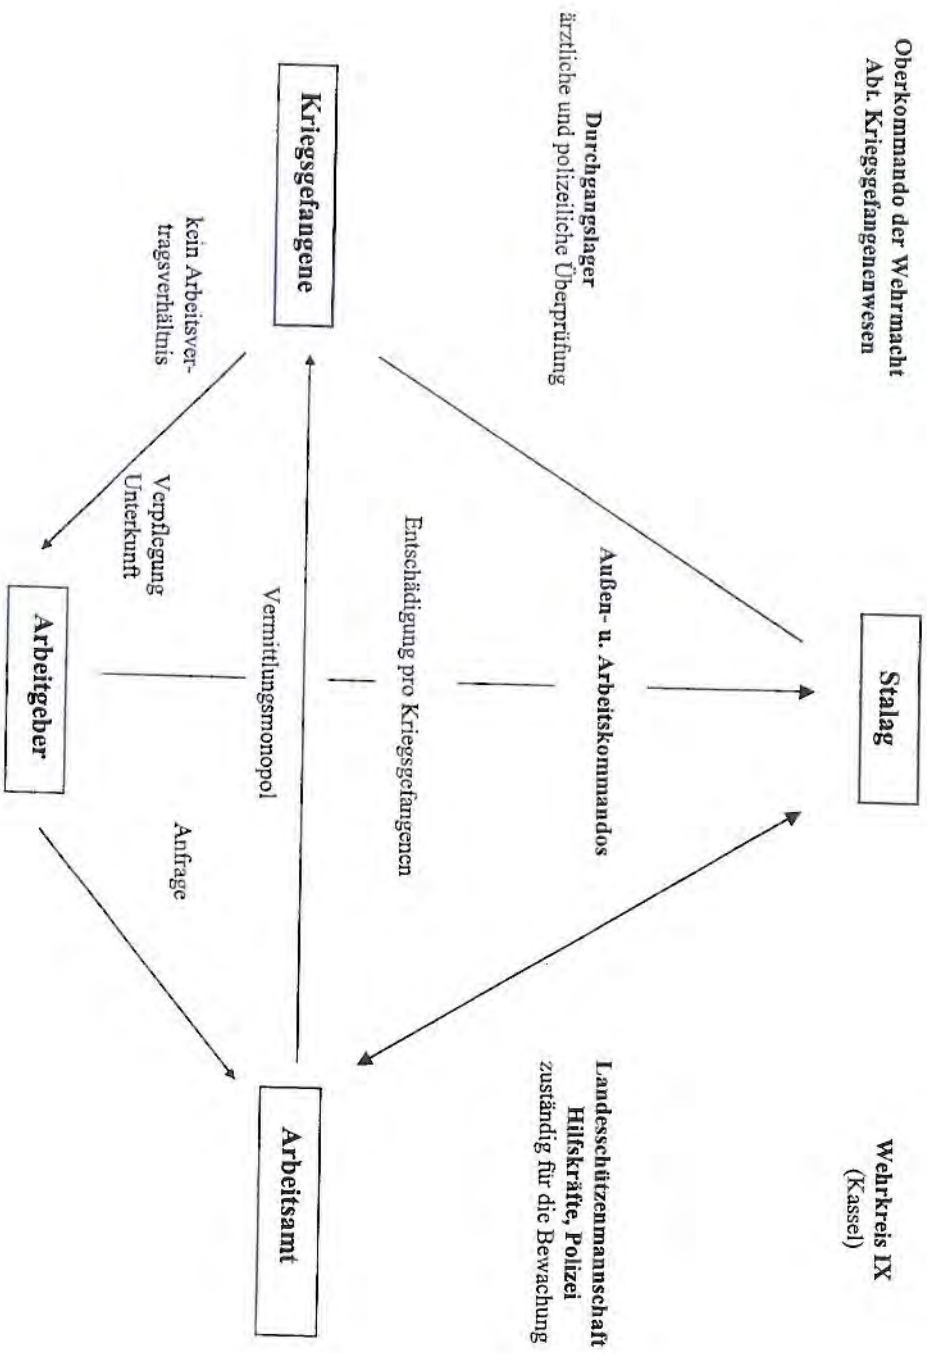 Oberkommando der Wehrmacht
Abt. Kriegsgefangenenwesen
Wehrkreis IX
(Kassel)
Stalag
Durchgangslager
ärztliche und polizeiliche Überprüfung
Außen- u. Arbeitskommandos
Landesschützenmannschaft
Hilfskräfte, Polizei
zuständig für die Bewachung
Entschädigung pro Kriegsgefangenen
Kriegsgefangene
Vermittlungsmonopol
Arbeitsamt
kein Arbeitsver-
tragsverhältnis
Verpflegung
Unterkunft
Anfrage
Arbeitgeber